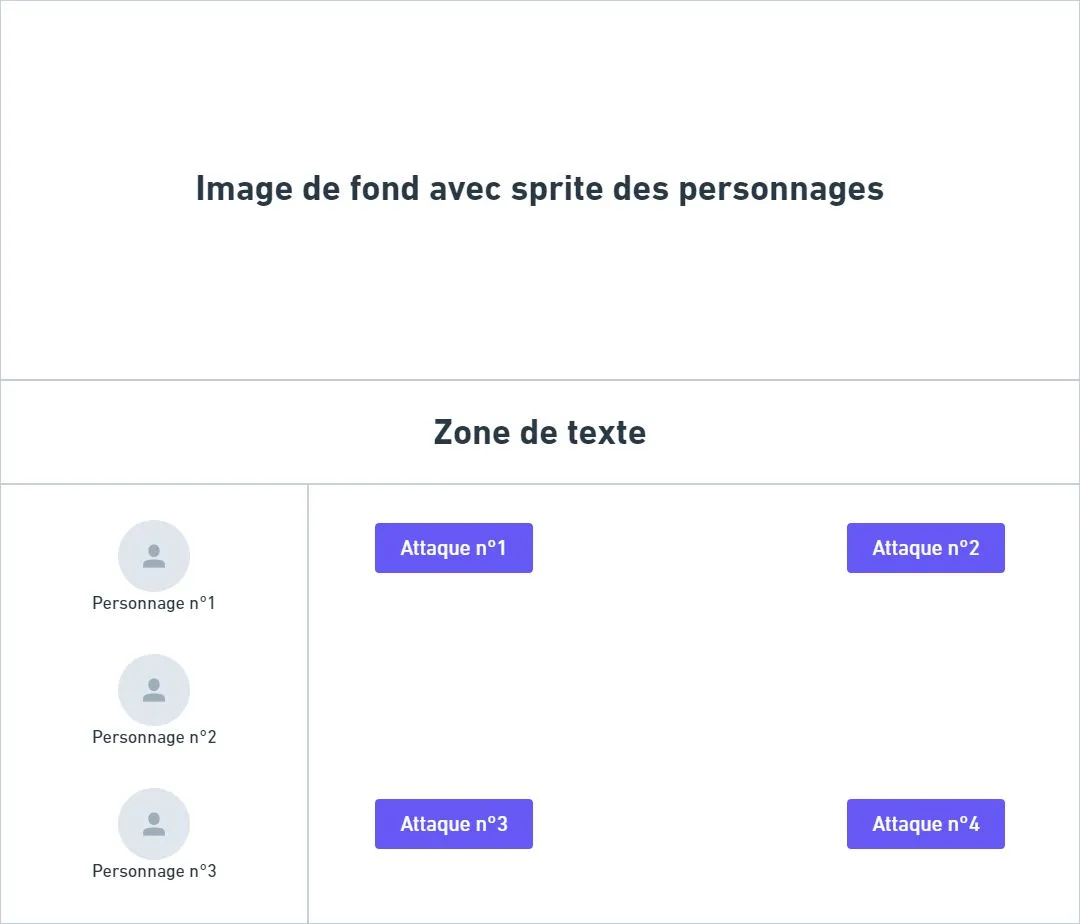 Image de fond avec sprite des personnages
Zone de texte
Personnage n°1
Personnage n°2
Personnage n°3
Attaque n°1
Attaque n°2
Attaque n°3
Attaque n°4